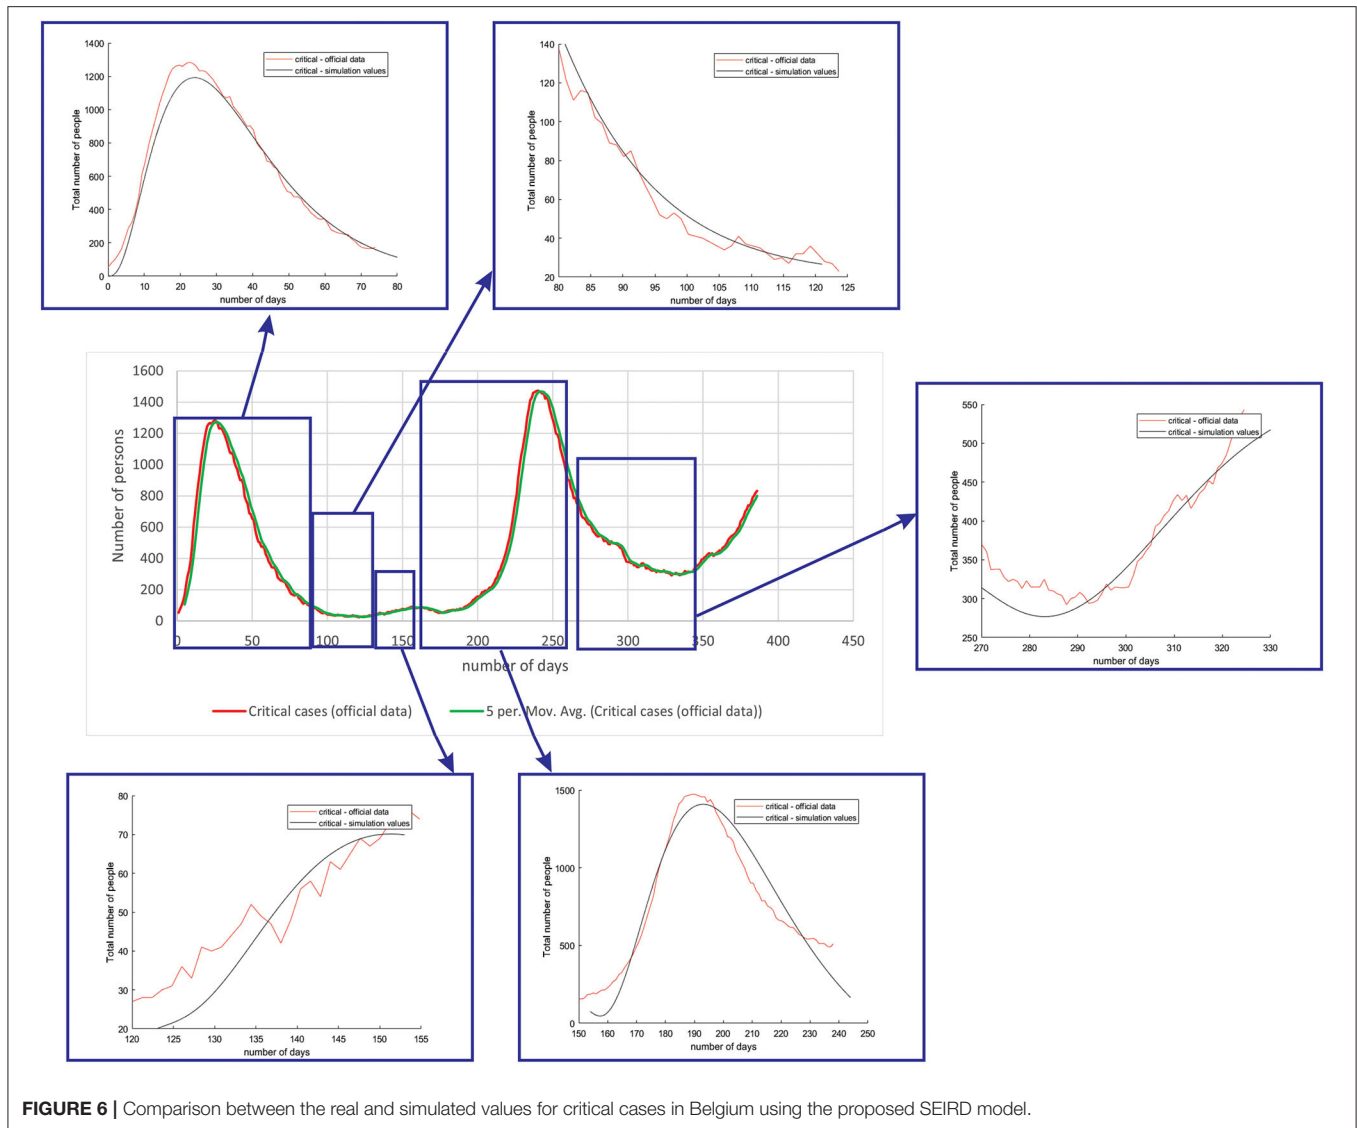 1400
1200
1000
800
600
400
200
0
Total number of people
critical - official data
critical - simulation values
0 10 20 30 40 50 60 70 80
number of days
140
120
100
80
60
40
20
Total number of people
critical - official data
critical - simulation values
80 85 90 95 100 105 110 115 120 125
number of days
1600
1400
1200
1000
800
600
400
200
0
Number of persons
0 50 100 150 200 250 300 350 400 450
number of days
Critical cases (official data) 5 per. Mov. Avg. (Critical cases (official data))
550
500
450
400
350
300
250
Total number of people
critical - official data
critical - simulation values
270 280 290 300 310 320 330
number of days
80
70
60
50
40
30
20
Total number of people
critical - official data
critical - simulation values
120 125 130 135 140 145 150 155
number of days
1500
1000
500
0
Total number of people
critical - official data
critical - simulation values
150 160 170 180 190 200 210 220 230 240 250
number of days
FIGURE 6 | Comparison between the real and simulated values for critical cases in Belgium using the proposed SEIRD model.